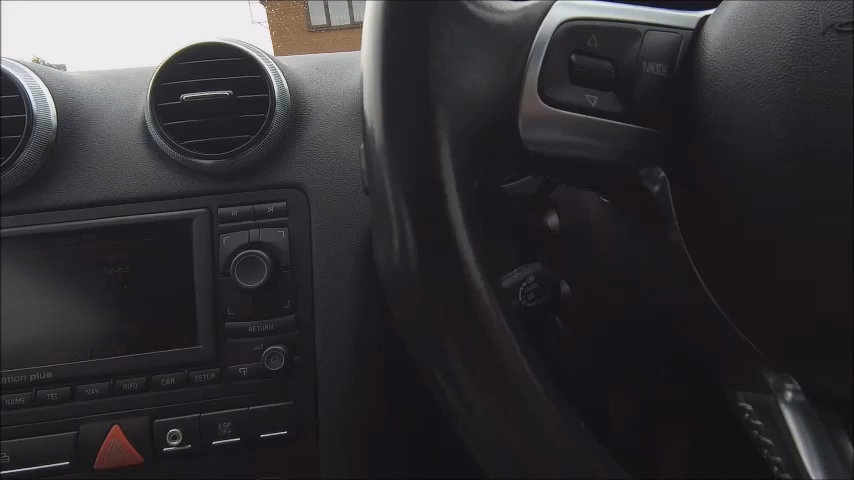 MODE
RETURN
ation plus
NAME TEL NAV INFO CAR SETUP
ESP
OFF